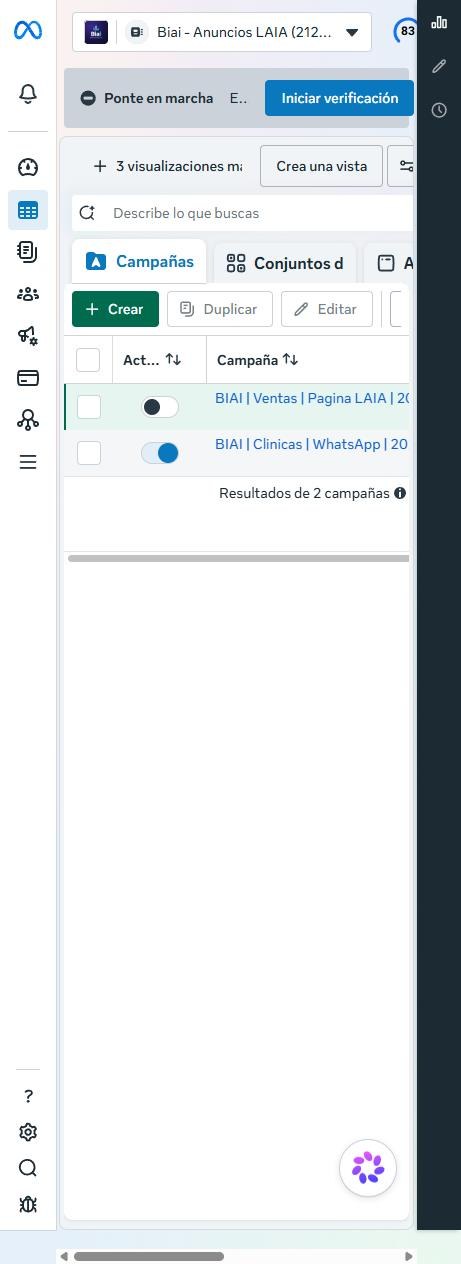 Biai
Biai - Anuncios LAIA (212...
83
Ponte en marcha E..
Iniciar verificación
3 visualizaciones ma
Crea una vista
Describe lo que buscas
Campañas
Conjuntos d
A
Crear
Duplicar
Editar
Act...
Campaña
BIAI | Ventas | Pagina LAIA | 20
BIAI | Clinicas | WhatsApp | 20
Resultados de 2 campañas
?